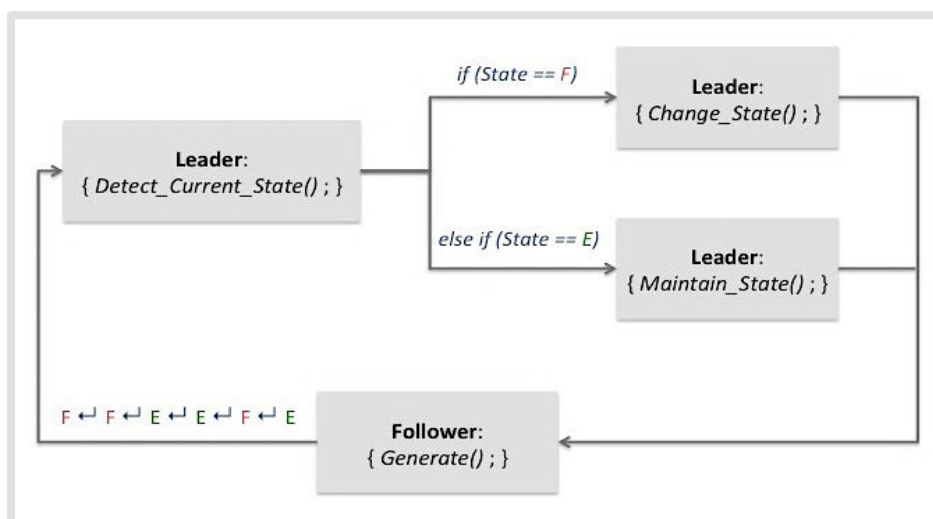 if (State == F)
Leader:
{ Change_State() ; }
Leader:
{ Detect_Current_State() ; }
else if (State == E)
Leader:
{ Maintain_State() ; }
F ↵ F ↵ E ↵ E ↵ F ↵ E
Follower:
{ Generate() ; }